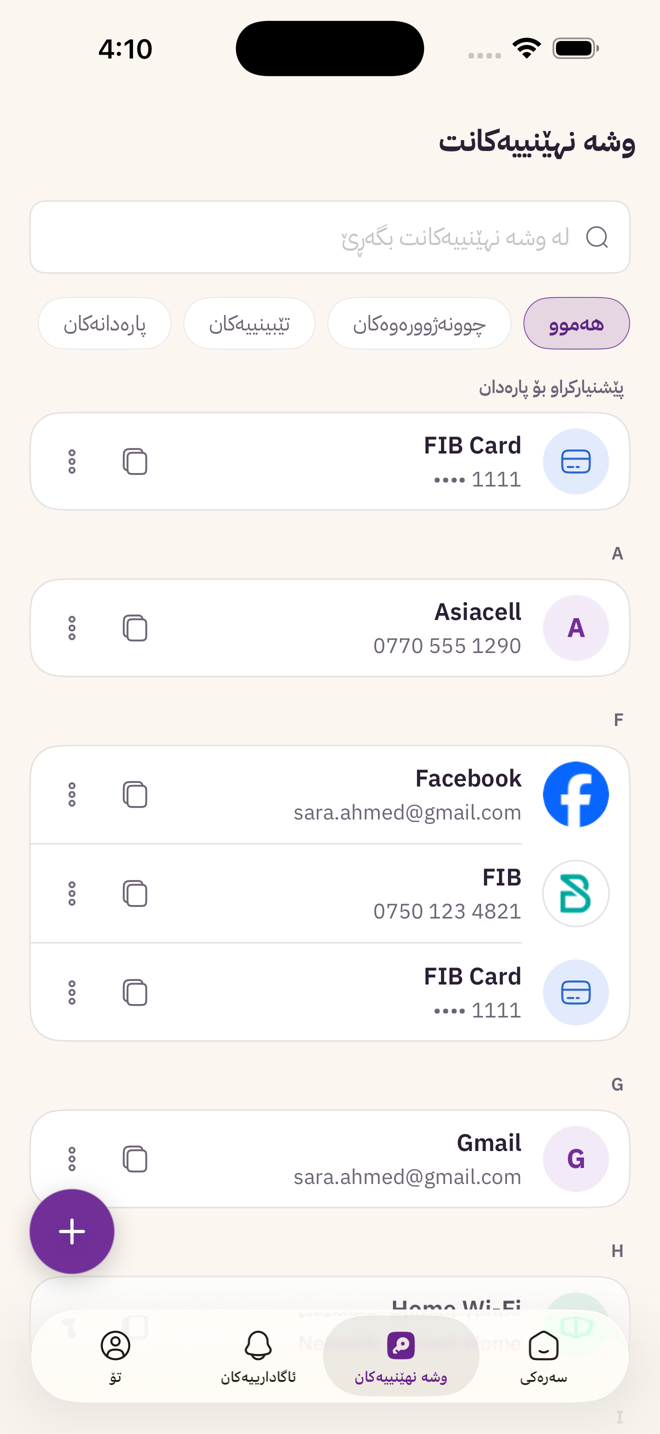 4:10
وشە نهێنییەکانت
لە وشە نهێنییەکانت بگەڕێ
هەموو
چوونەژوورەوەکان
تێبینییەکان
پارەدانەکان
پێشنیارکراو بۆ پارەدان
FIB Card
•••• 1111
A
A
Asiacell
0770 555 1290
F
Facebook
sara.ahmed@gmail.com
FIB
0750 123 4821
FIB Card
•••• 1111
G
G
Gmail
sara.ahmed@gmail.com
H
Home Wi-Fi
سەرەکی
وشە نهێنییەکان
ئاگادارییەکان
تۆ
I